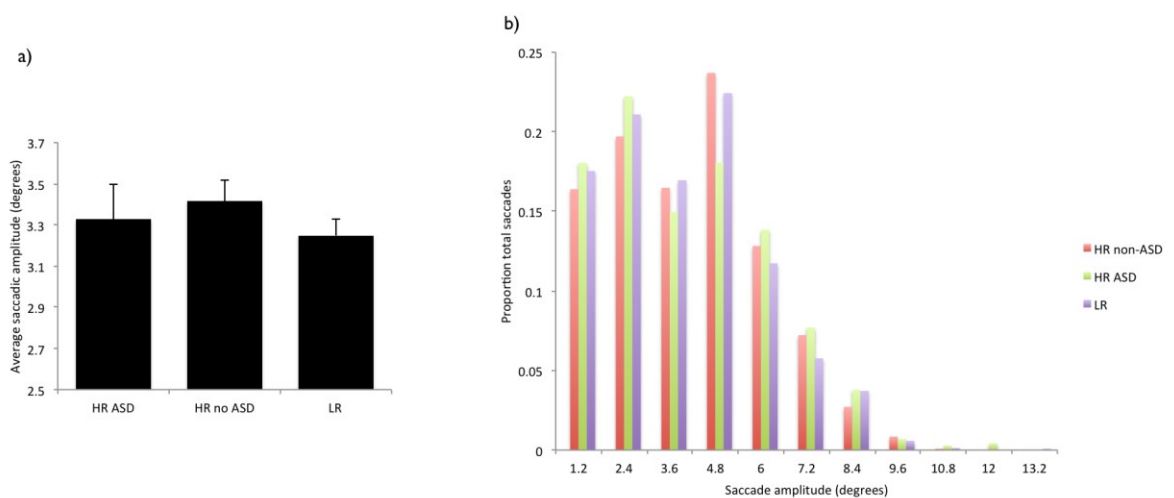 a)
Average saccadic amplitude (degrees)
3.7
3.5
3.3
3.1
2.9
2.7
2.5
HR ASD HR no ASD LR
b)
Proportion total saccades
0.25
0.2
0.15
0.1
0.05
0
1.2 2.4 3.6 4.8 6 7.2 8.4 9.6 10.8 12 13.2
Saccade amplitude (degrees)
HR non-ASD
HR ASD
LR